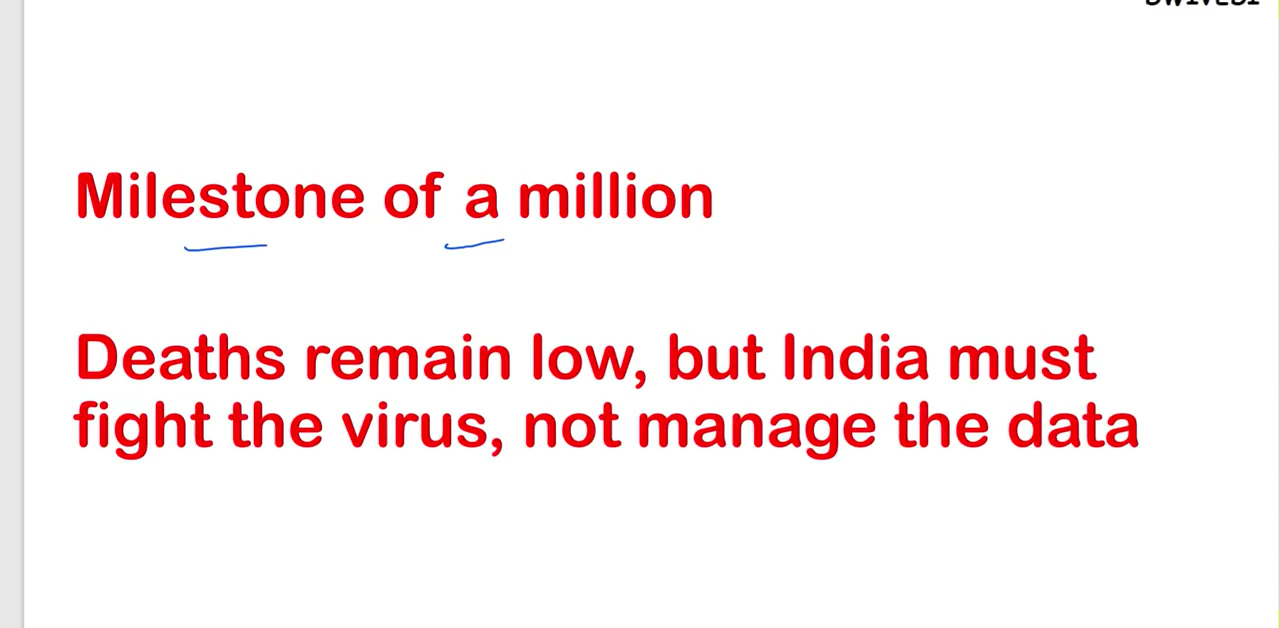 Milestone of a million
Deaths remain low, but India must
fight the virus, not manage the data